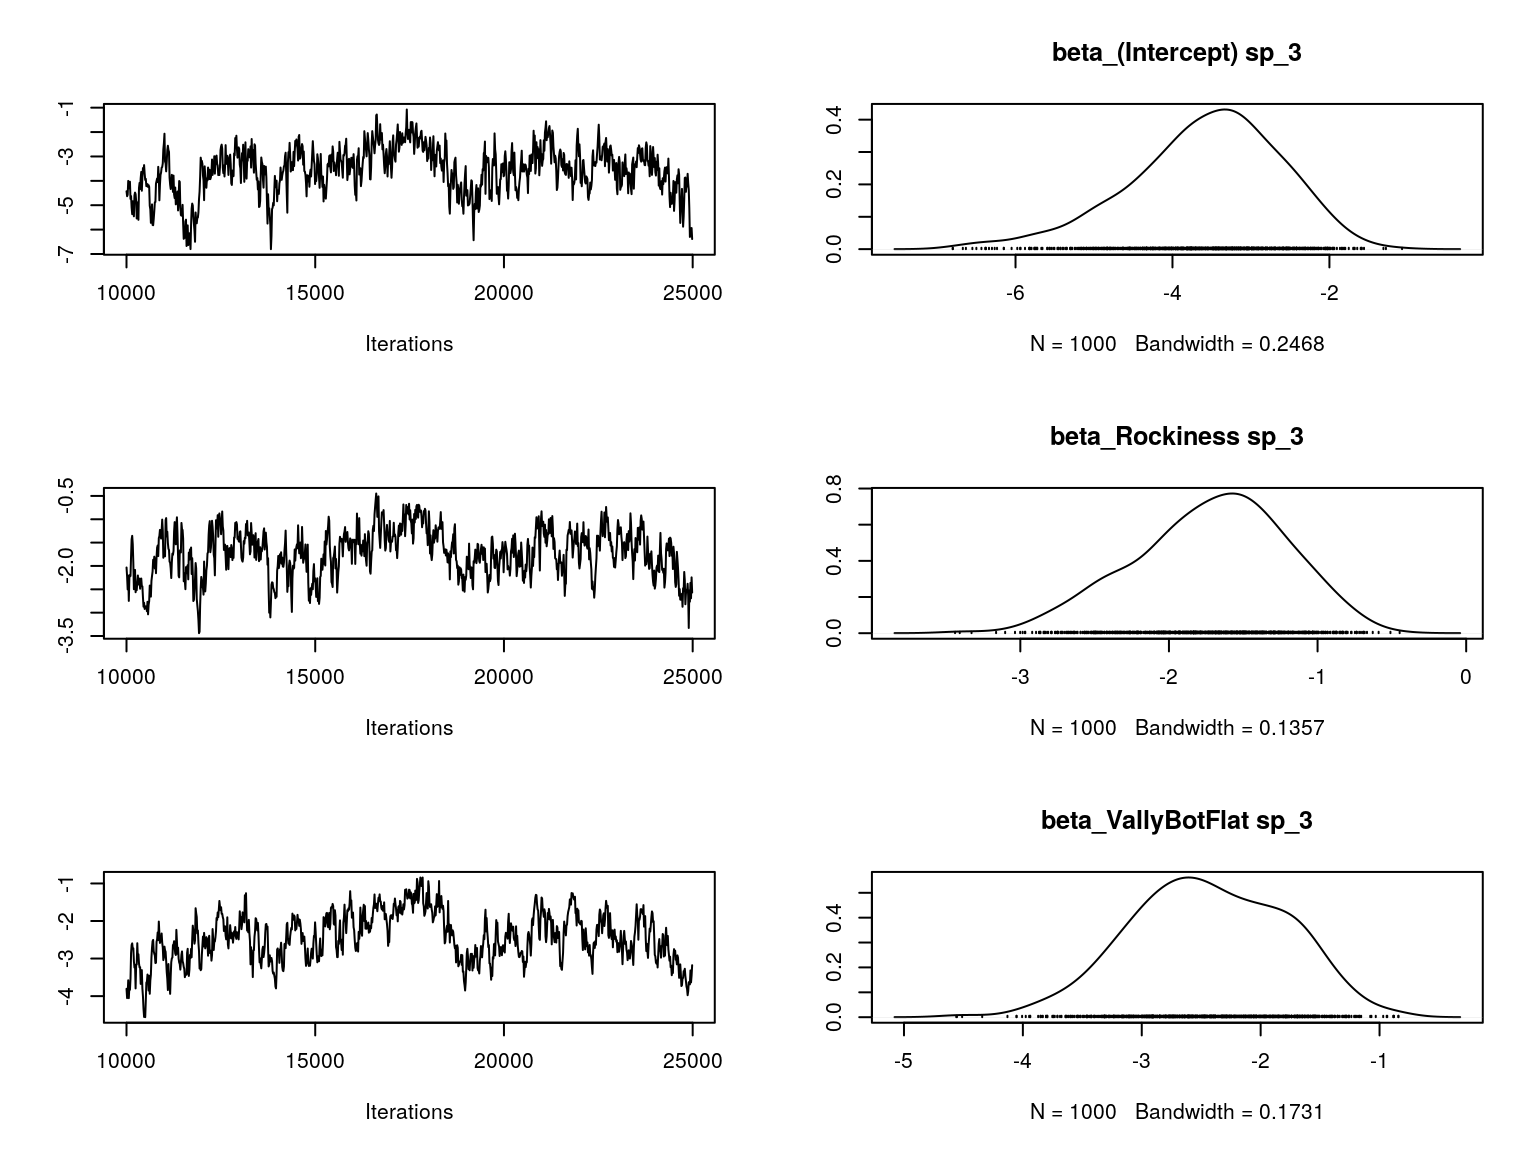 beta_(Intercept) sp_3
-1
-3
-5
-7
10000 15000 20000 25000
Iterations
0.4
0.2
0.0
-6 -4 -2
N = 1000 Bandwidth = 0.2468
beta_Rockiness sp_3
-0.5
-2.0
-3.5
10000 15000 20000 25000
Iterations
0.8
0.4
0.0
-3 -2 -1 0
N = 1000 Bandwidth = 0.1357
beta_VallyBotFlat sp_3
-1
-2
-3
-4
10000 15000 20000 25000
Iterations
0.4
0.2
0.0
-5 -4 -3 -2 -1
N = 1000 Bandwidth = 0.1731